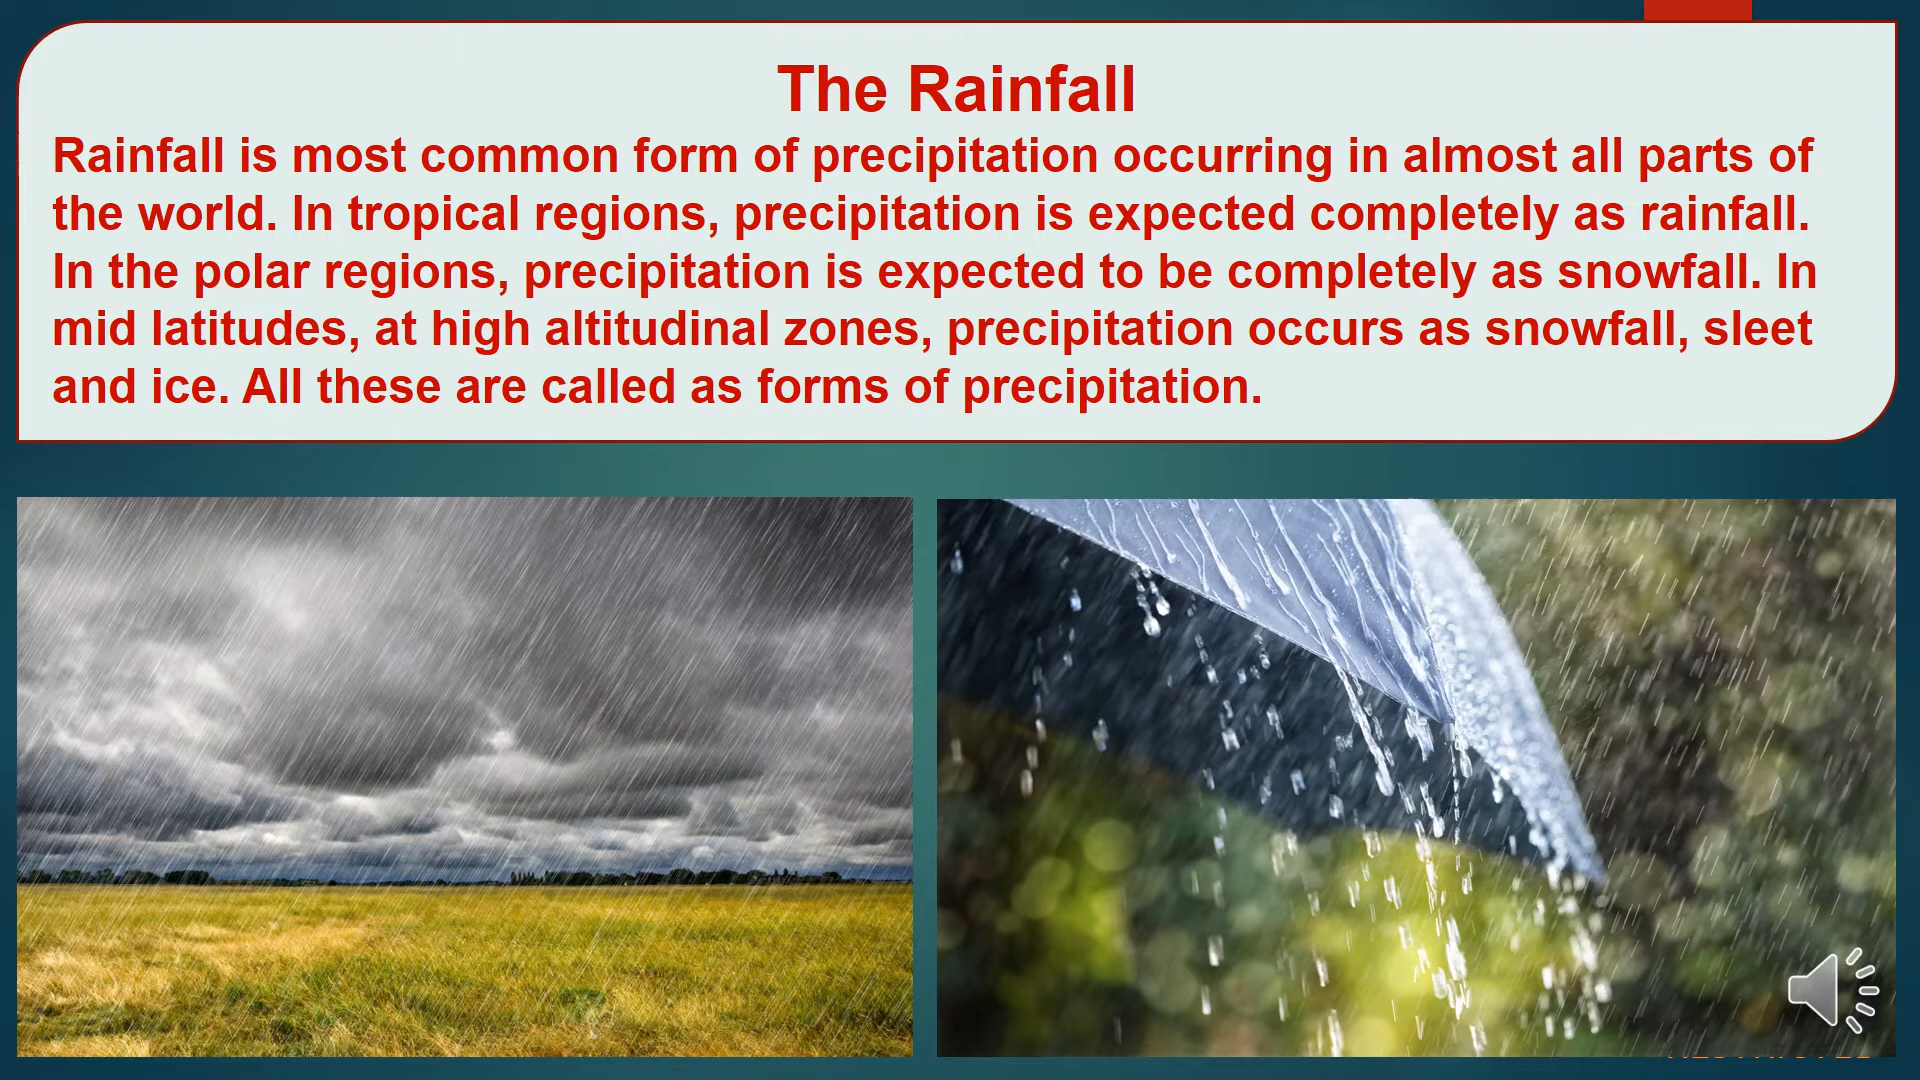 The Rainfall
Rainfall is most common form of precipitation occurring in almost all parts of
the world. In tropical regions, precipitation is expected completely as rainfall.
In the polar regions, precipitation is expected to be completely as snowfall. In
mid latitudes, at high altitudinal zones, precipitation occurs as snowfall, sleet
and ice. All these are called as forms of precipitation.